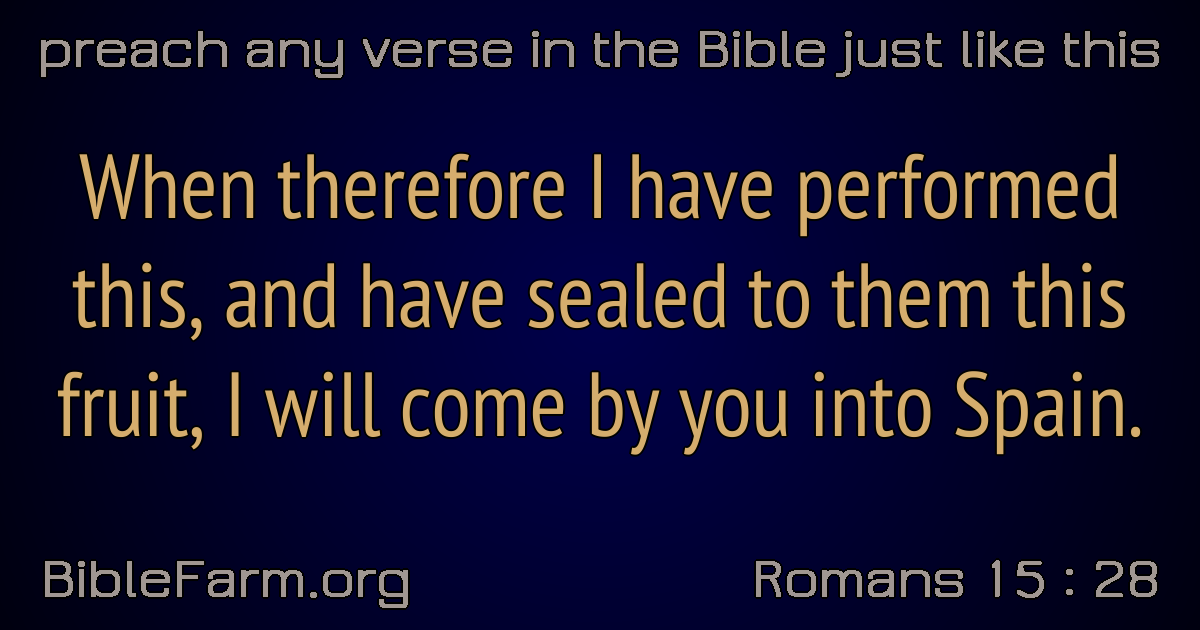 preach any verse in the Bible just like this
When therefore I have performed
this, and have sealed to them this
fruit, I will come by you into Spain.
BibleFarm.org
Romans 15 : 28